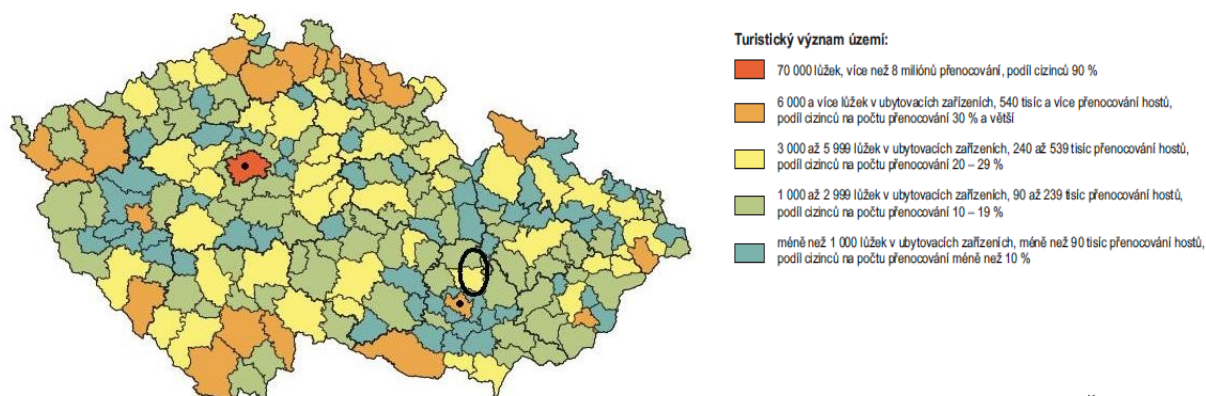 Turistický význam území:
70 000 lůžek, více než 8 miliónů přenocování, podíl cizinců 90 %
6 000 a více lůžek v ubytovacích zařízeních, 540 tisíc a více přenocování hostů,
podíl cizinců na počtu přenocování 30 % a větší
3 000 až 5 999 lůžek v ubytovacích zařízeních, 240 až 539 tisíc přenocování hostů,
podíl cizinců na počtu přenocování 20 – 29 %
1 000 až 2 999 lůžek v ubytovacích zařízeních, 90 až 239 tisíc přenocování hostů,
podíl cizinců na počtu přenocování 10 – 19 %
méně než 1 000 lůžek v ubytovacích zařízeních, méně než 90 tisíc přenocování hostů,
podíl cizinců na počtu přenocování méně než 10 %